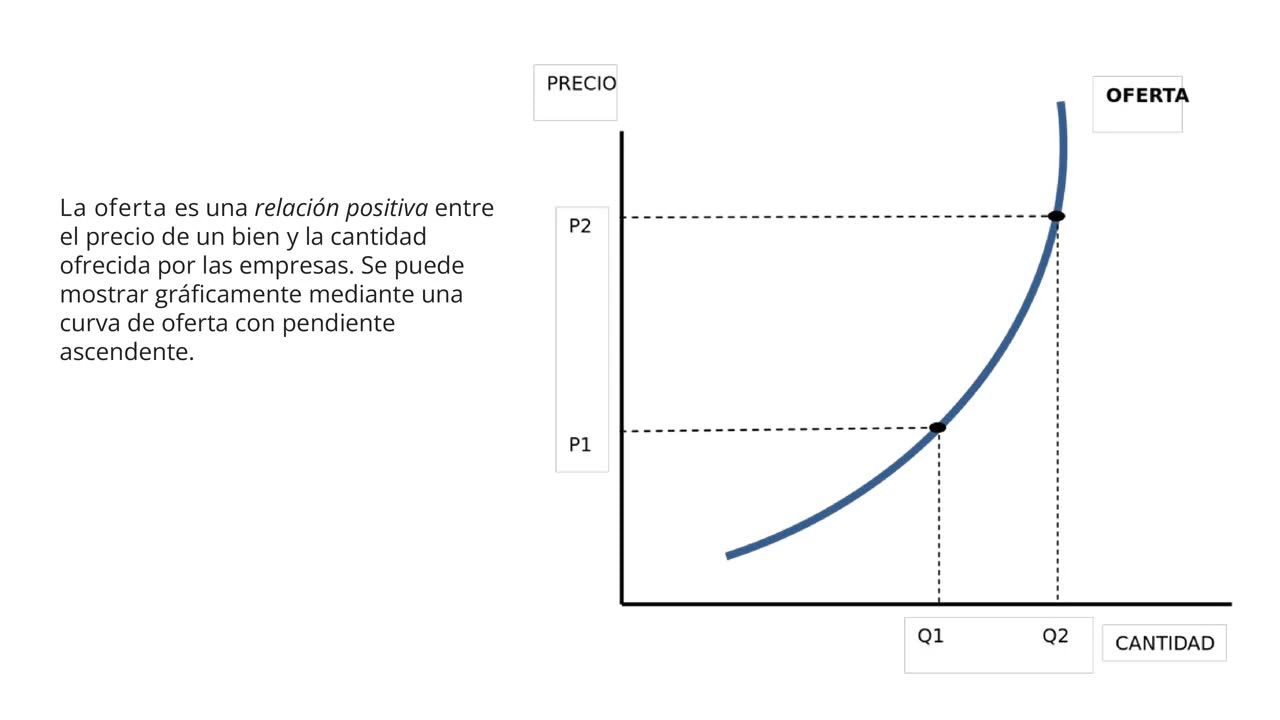 PRECIO
OFERTA
La oferta es una relación positiva entre
el precio de un bien y la cantidad
ofrecida por las empresas. Se puede
mostrar gráficamente mediante una
curva de oferta con pendiente
ascendente.
P2
P1
Q1 Q2
CANTIDAD